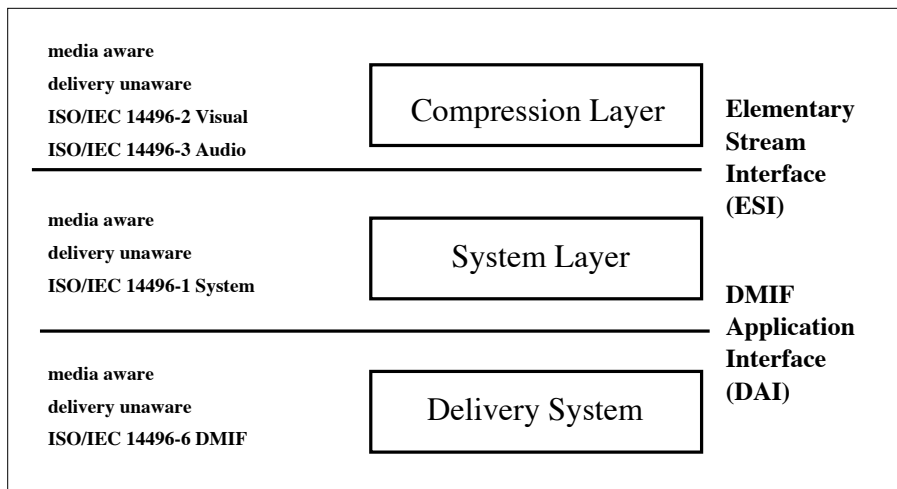 media aware
delivery unaware
ISO/IEC 14496-2 Visual
ISO/IEC 14496-3 Audio
Compression Layer
Elementary
Stream
Interface
(ESI)
media aware
delivery unaware
ISO/IEC 14496-1 System
System Layer
DMIF
Application
Interface
(DAI)
media aware
delivery unaware
ISO/IEC 14496-6 DMIF
Delivery System